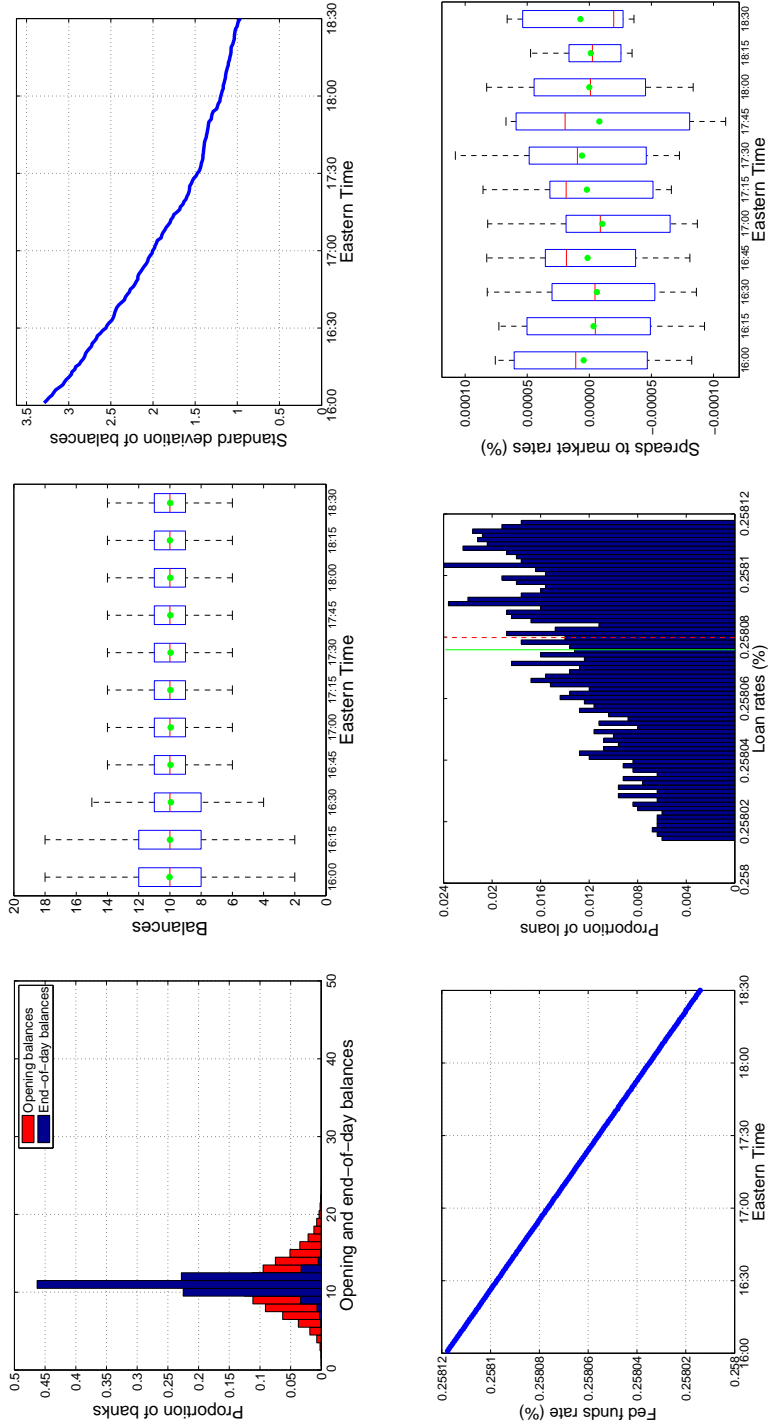 0.5
0.45
0.4
0.35
0.3
0.25
0.2
0.15
0.1
0.05
0
Proportion of banks
Opening balances
End−of−day balances
0 10 20 30 40 50
Opening and end−of−day balances
20
18
16
14
12
10
8
6
4
2
0
Balances
16:00 16:15 16:30 16:45 17:00 17:15 17:30 17:45 18:00 18:15 18:30
Eastern Time
3.5
3
2.5
2
1.5
1
0.5
0
Standard deviation of balances
16:00 16:30 17:00 17:30 18:00 18:30
Eastern Time
0.25812
0.2581
0.25808
0.25806
0.25804
0.25802
0.258
Fed funds rate (%)
16:00 16:30 17:00 17:30 18:00 18:30
Eastern Time
0.024
0.02
0.016
0.012
0.008
0.004
0
Proportion of loans
0.258 0.25802 0.25804 0.25806 0.25808 0.2581 0.25812
Loan rates (%)
0.00010
0.00005
0.00000
−0.00005
−0.00010
Spreads to market rates (%)
16:00 16:15 16:30 16:45 17:00 17:15 17:30 17:45 18:00 18:15 18:30
Eastern Time